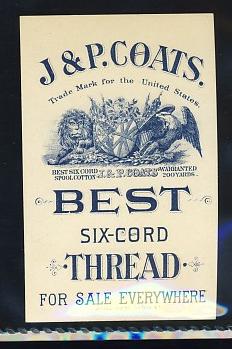 J & P. COATS.
Trade Mark for the United States.
BEST SIX CORD
SPOOL COTTON
J. & P. COATS
WARRANTED
200 YARDS
BEST
SIX-CORD
THREAD
FOR SALE EVERYWHERE